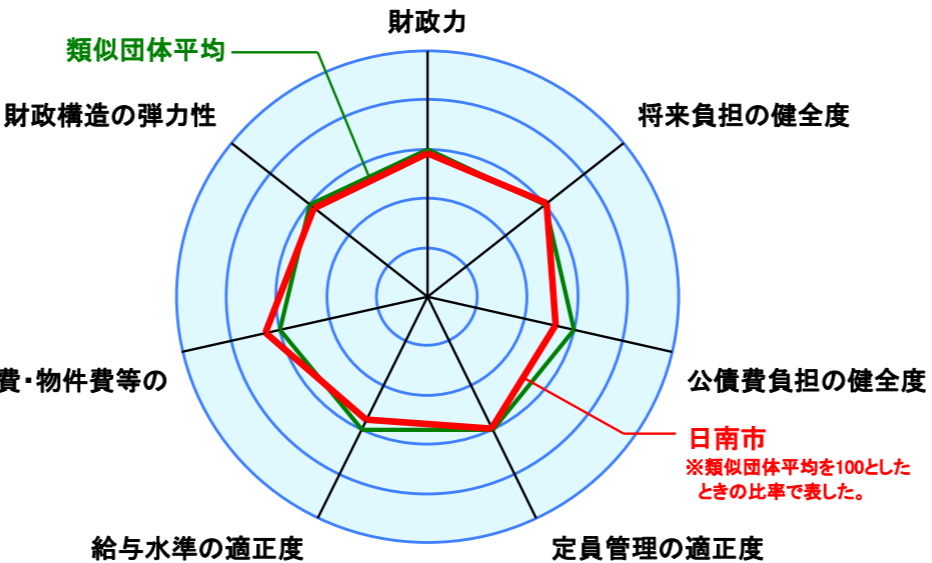 財政力
類似団体平均
財政構造の弾力性
将来負担の健全度
費・物件費等の
公債費負担の健全度
日南市
※類似団体平均を100とした
ときの比率で表した。
給与水準の適正度
定員管理の適正度